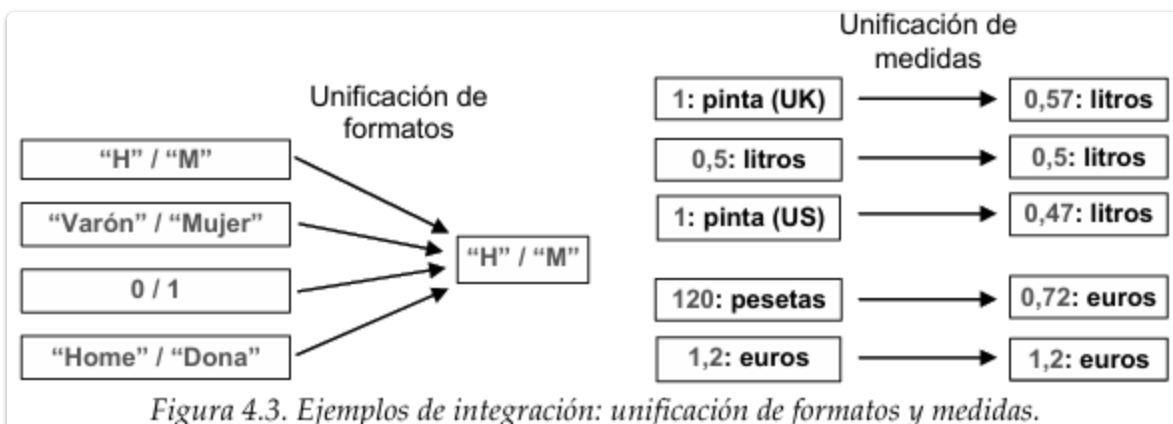 Unificación de
formatos
“H” / “M”
“Varón” / “Mujer”
0 / 1
“Home” / “Dona”
“H” / “M”
Unificación de
medidas
1: pinta (UK)
0,57: litros
0,5: litros
0,5: litros
1: pinta (US)
0,47: litros
120: pesetas
0,72: euros
1,2: euros
1,2: euros
Figura 4.3. Ejemplos de integración: unificación de formatos y medidas.